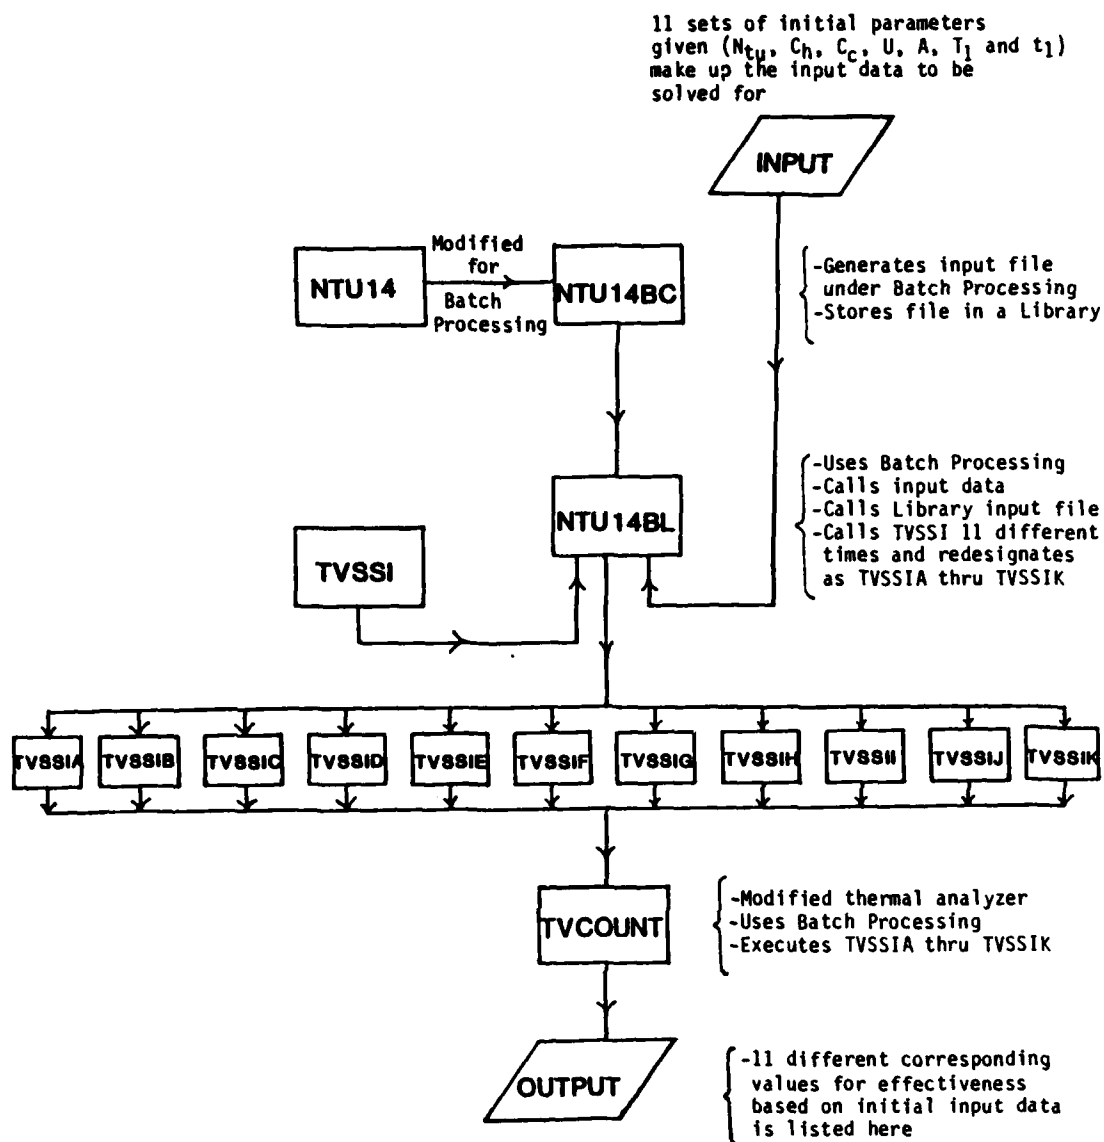 11 sets of initial parameters
given (Ntu, Ch, Cc, U, A, T1 and t1)
make up the input data to be
solved for
INPUT
NTU14
Modified
for
Batch
Processing
NTU14BC
-Generates input file
under Batch Processing
-Stores file in a Library
TVSSI
NTU14BL
-Uses Batch Processing
-Calls input data
-Calls Library input file
-Calls TVSSI 11 different
times and redesignates
as TVSSIA thru TVSSIK
TVSSIA TVSSIB TVSSIC TVSSID TVSSIE TVSSIF TVSSIG TVSSIH TVSSII TVSSIJ TVSSIK
TVCOUNT
-Modified thermal analyzer
-Uses Batch Processing
-Executes TVSSIA thru TVSSIK
OUTPUT
-11 different corresponding
values for effectiveness
based on initial input data
is listed here